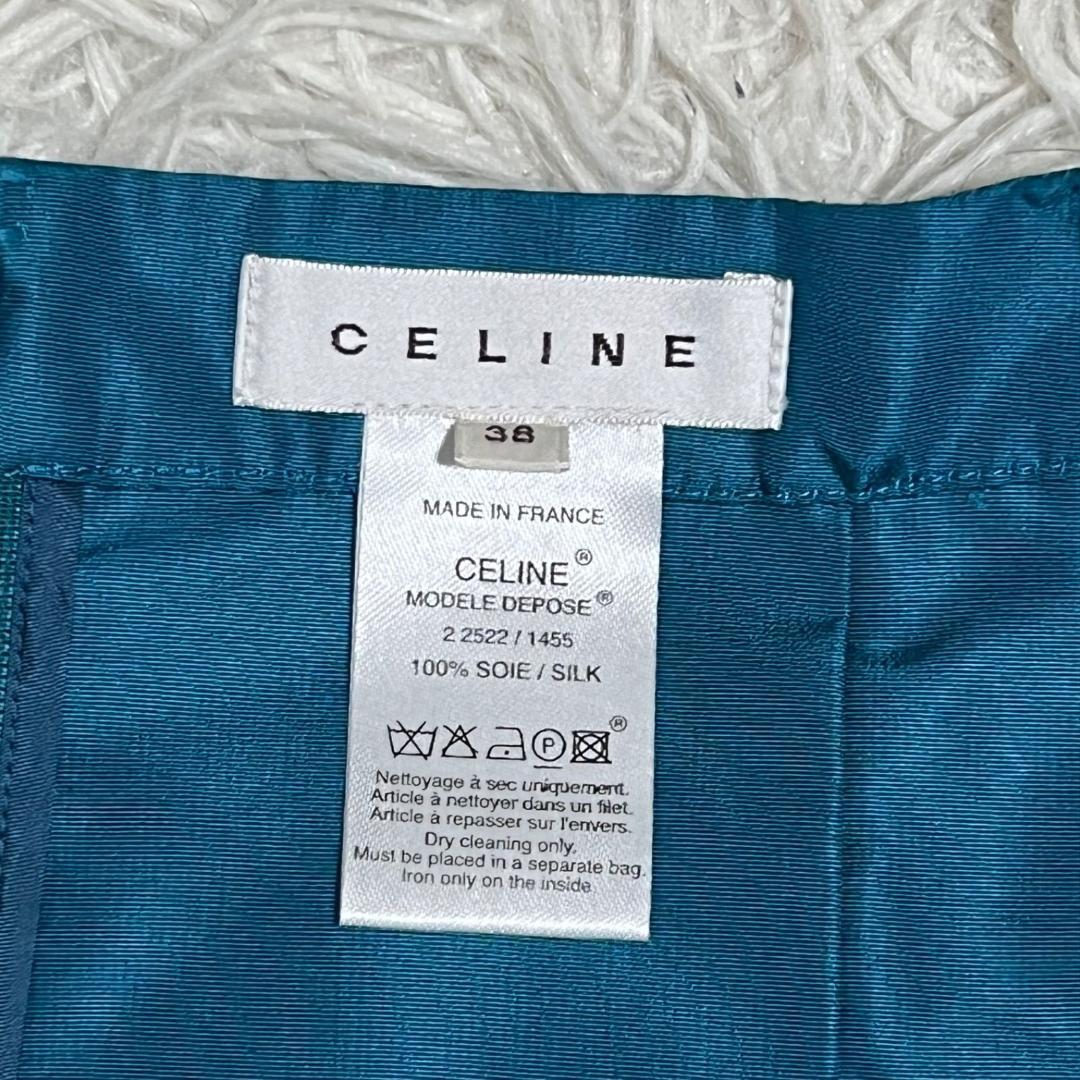 CELINE
38
MADE IN FRANCE
CELINE®
MODELE DEPOSE®
2 2522 / 1455
100% SOIE / SILK
P ®
Nettoyage à sec uniquement.
Article à nettoyer dans un filet.
Article à repasser sur l'envers.
Dry cleaning only.
Must be placed in a separate bag.
Iron only on the inside.